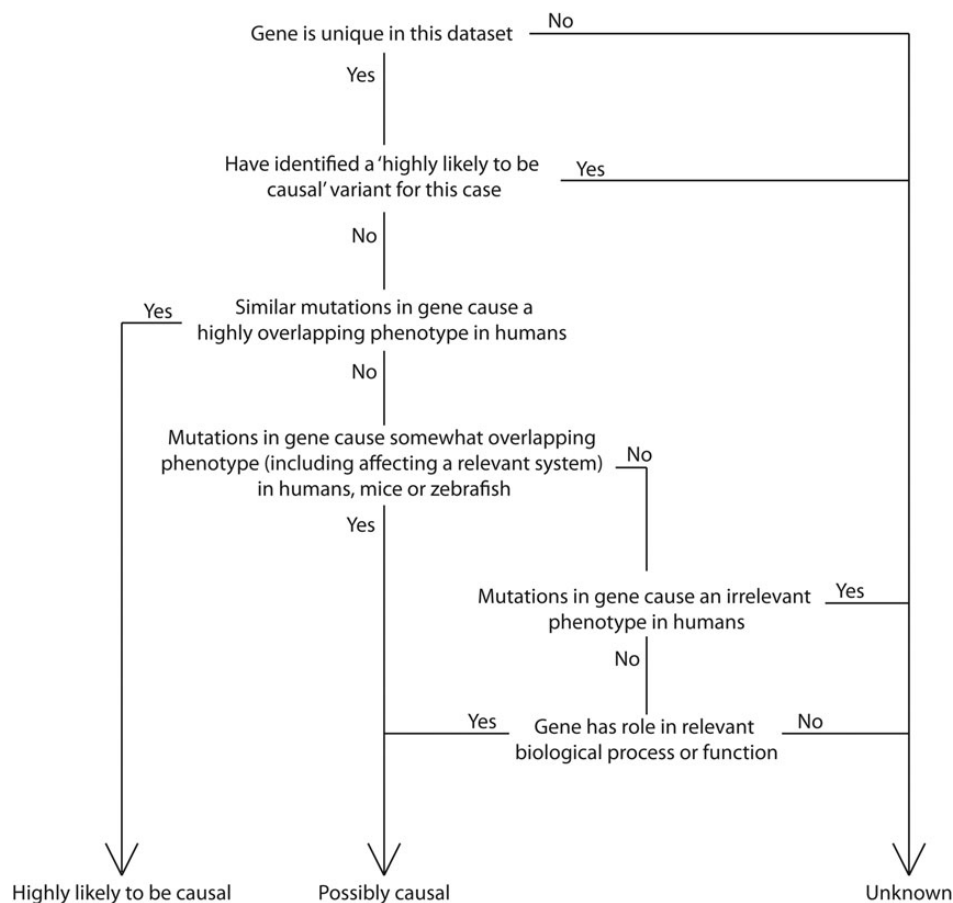 Gene is unique in this dataset
No
Yes
Have identified a ‘highly likely to be
causal’ variant for this case
Yes
No
Similar mutations in gene cause a
highly overlapping phenotype in humans
Yes
No
Mutations in gene cause somewhat overlapping
phenotype (including affecting a relevant system)
in humans, mice or zebrafish
No
Yes
Mutations in gene cause an irrelevant
phenotype in humans
Yes
No
Yes
Gene has role in relevant
biological process or function
No
Highly likely to be causal
Possibly causal
Unknown